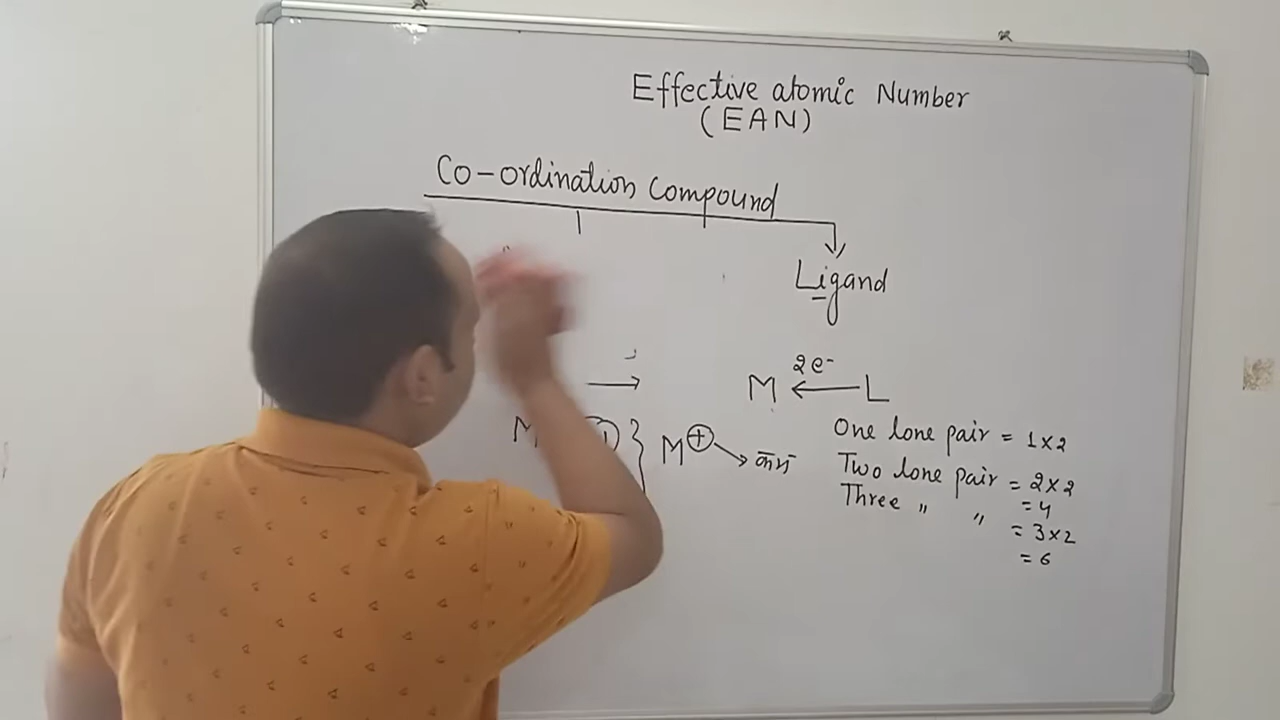 Effective atomic Number
(EAN)
Co-ordination Compound
Ligand
M 2e- ← L
M
M⊕ → कम
One lone pair = 1×2
Two lone pair = 2×2
= 4
Three " " = 3×2
= 6